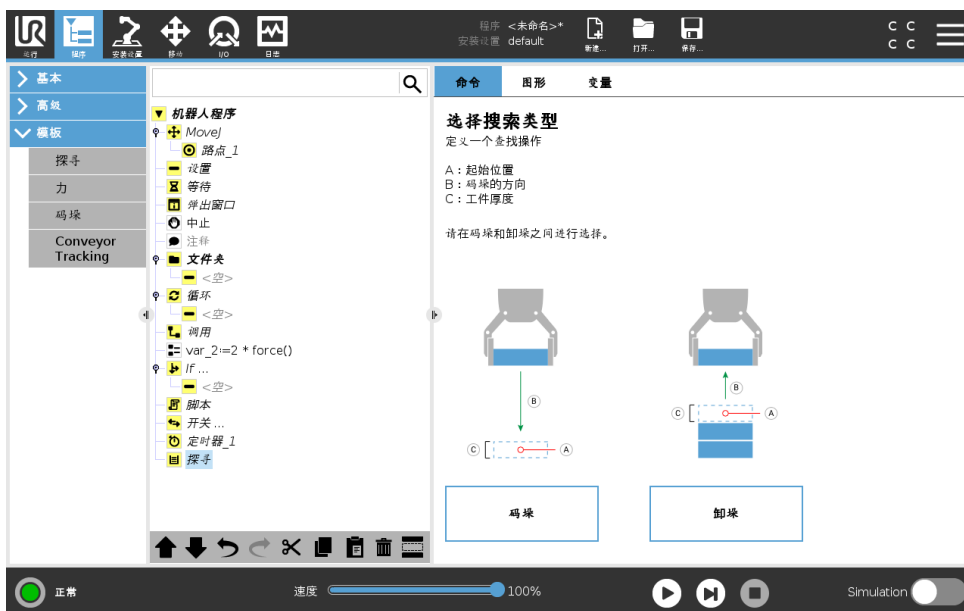 UR
运行
程序
安装设置
移动
I/O
日志
程序 <未命名>*
安装设置 default
新建...
打开...
保存...
C C
C C
基本
高级
模板
探寻
力
码垛
Conveyor
Tracking
机器人程序
MoveJ
路点_1
设置
等待
弹出窗口
中止
注释
文件夹
<空>
循环
<空>
调用
var_2:=2 * force()
If ...
<空>
脚本
开关 ...
定时器_1
探寻
命令
图形
变量
选择搜索类型
定义一个查找操作
A：起始位置
B：码垛的方向
C：工件厚度
请在码垛和卸垛之间进行选择。
B
C
A
B
C
A
码垛
卸垛
正常
速度
100%
Simulation